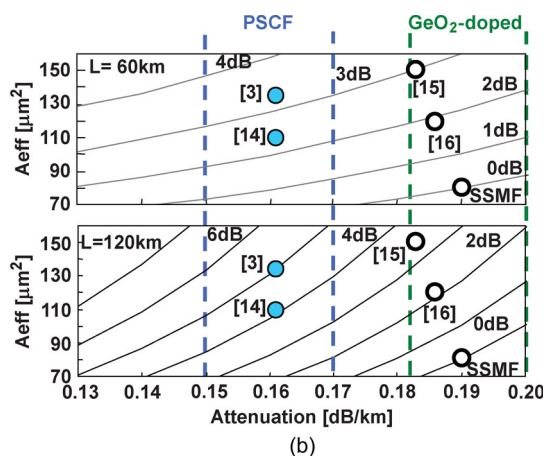 PSCF GeO₂-doped
L= 60km 4dB 3dB 2dB 1dB 0dB
[3] [14] [15] [16] SSMF
Aeff [μm²]
150
130
110
90
70
L=120km 6dB 4dB 2dB 0dB
[3] [14] [15] [16] SSMF
Aeff [μm²]
150
130
110
90
70
0.13 0.14 0.15 0.16 0.17 0.18 0.19 0.20
Attenuation [dB/km]
(b)